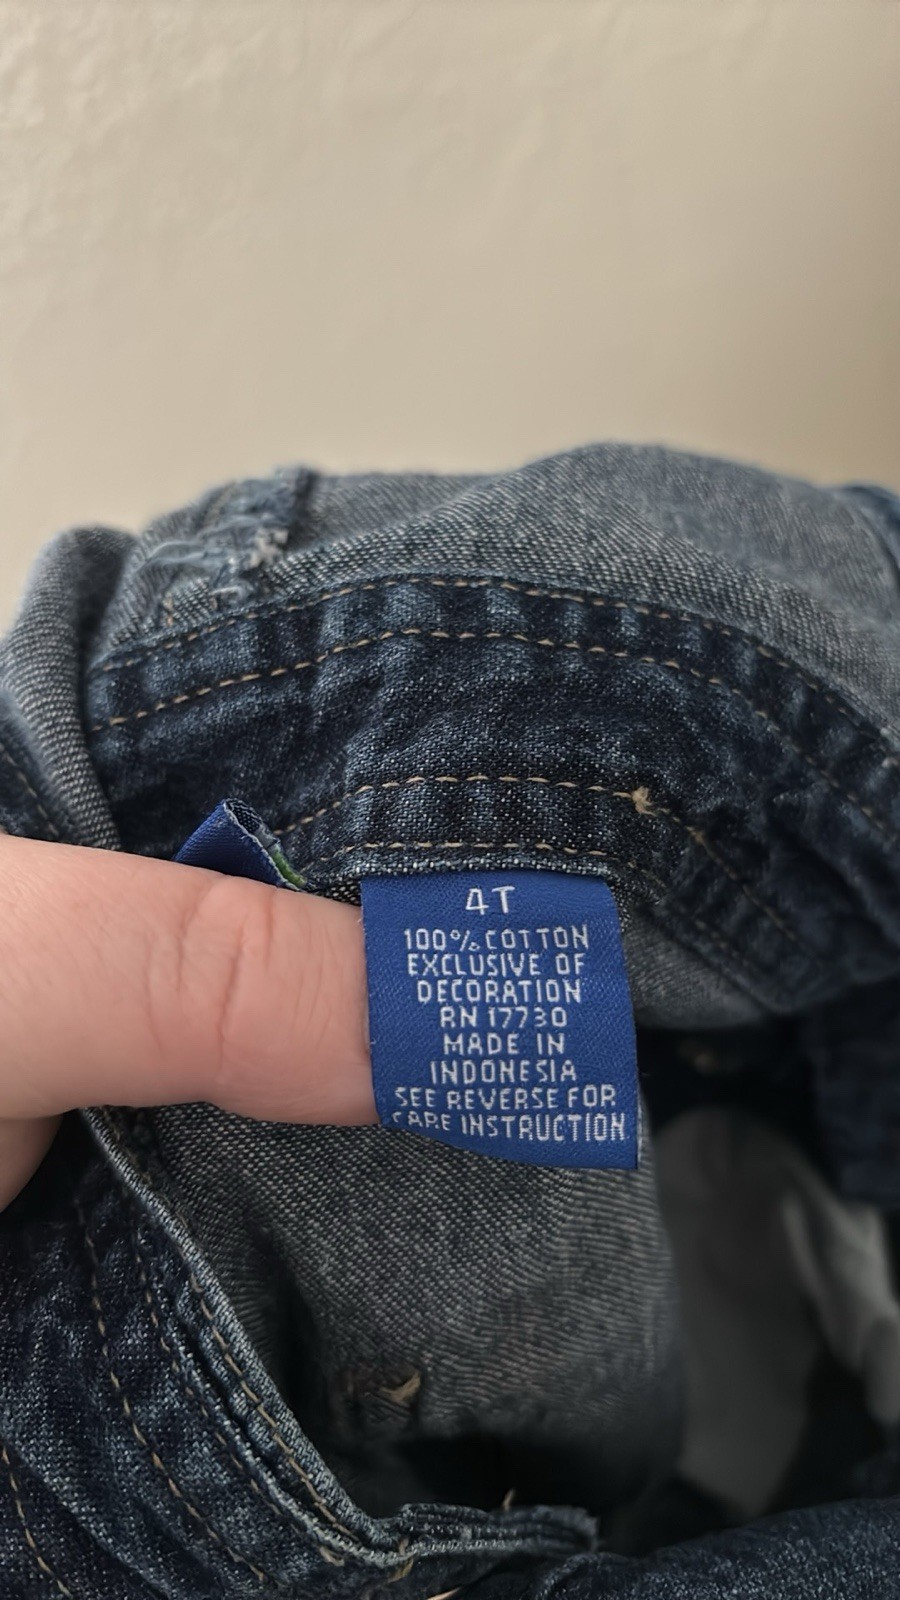 4T
100% COTTON
EXCLUSIVE OF
DECORATION
RN 17730
MADE IN
INDONESIA
SEE REVERSE FOR
CARE INSTRUCTION